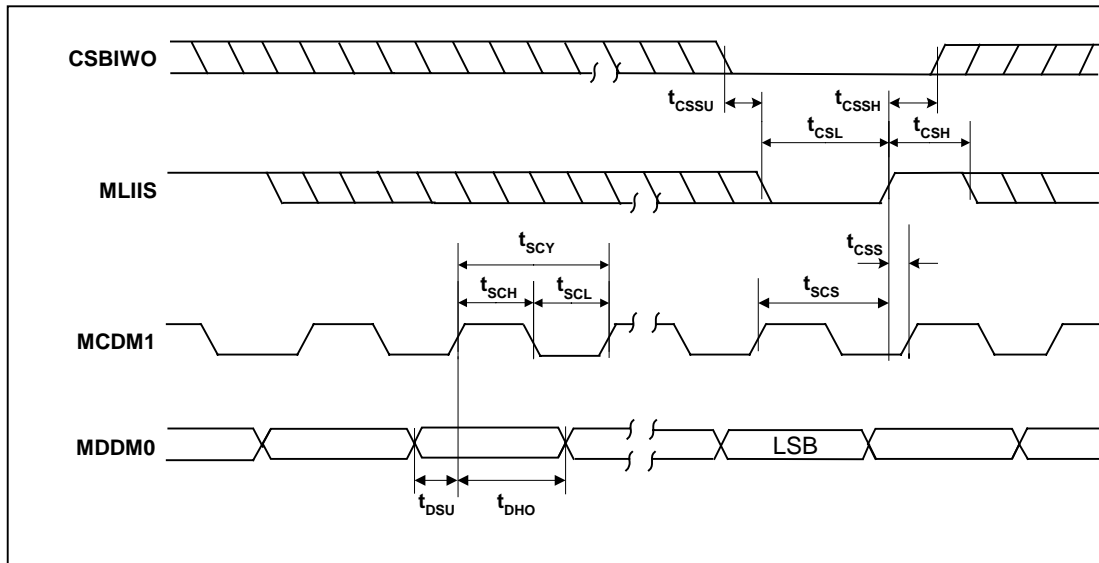 CSBIWO
tCSSU
tCSSH
tCSL
tCSH
MLIIS
tCSS
tSCY
tSCH
tSCL
tSCS
MCDM1
MDDM0
LSB
tDSU
tDHO